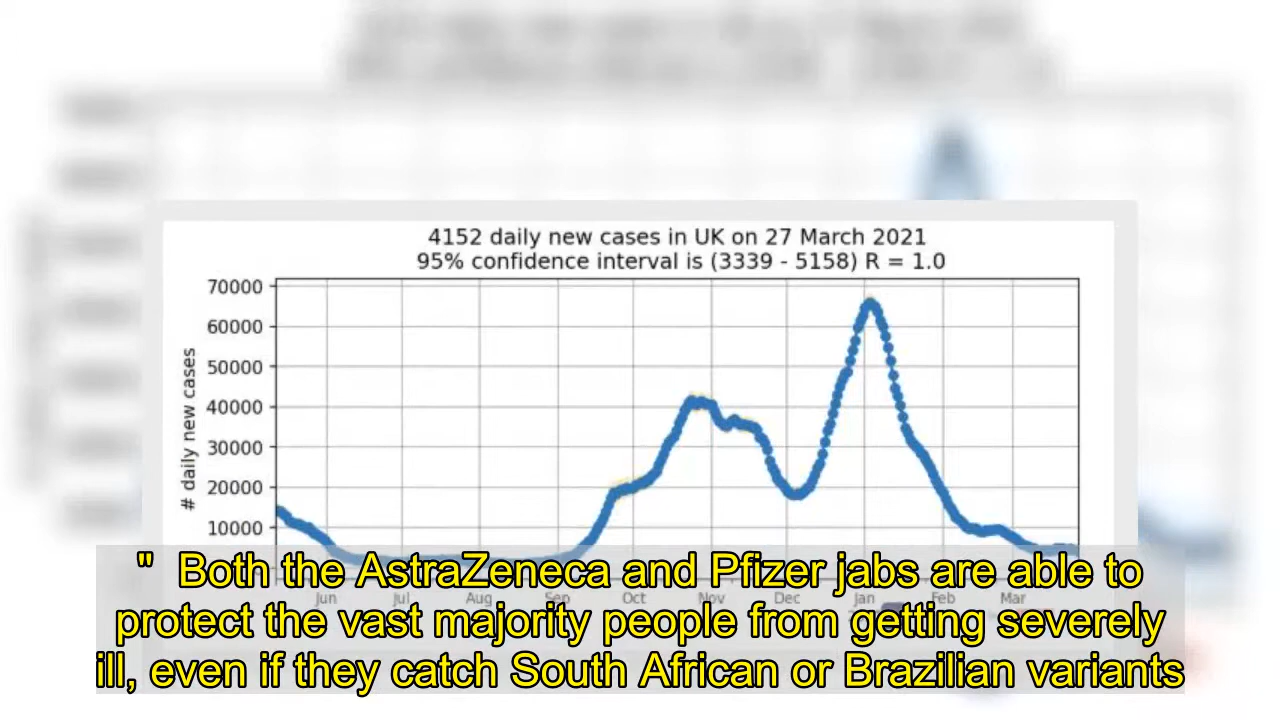 4152 daily new cases in UK on 27 March 2021
95% confidence interval is (3339 - 5158) R = 1.0
70000
60000
50000
40000
30000
20000
10000
# daily new cases
Jun Jul Aug Sep Oct Nov Dec Jan Feb Mar
" Both the AstraZeneca and Pfizer jabs are able to
protect the vast majority people from getting severely
ill, even if they catch South African or Brazilian variants